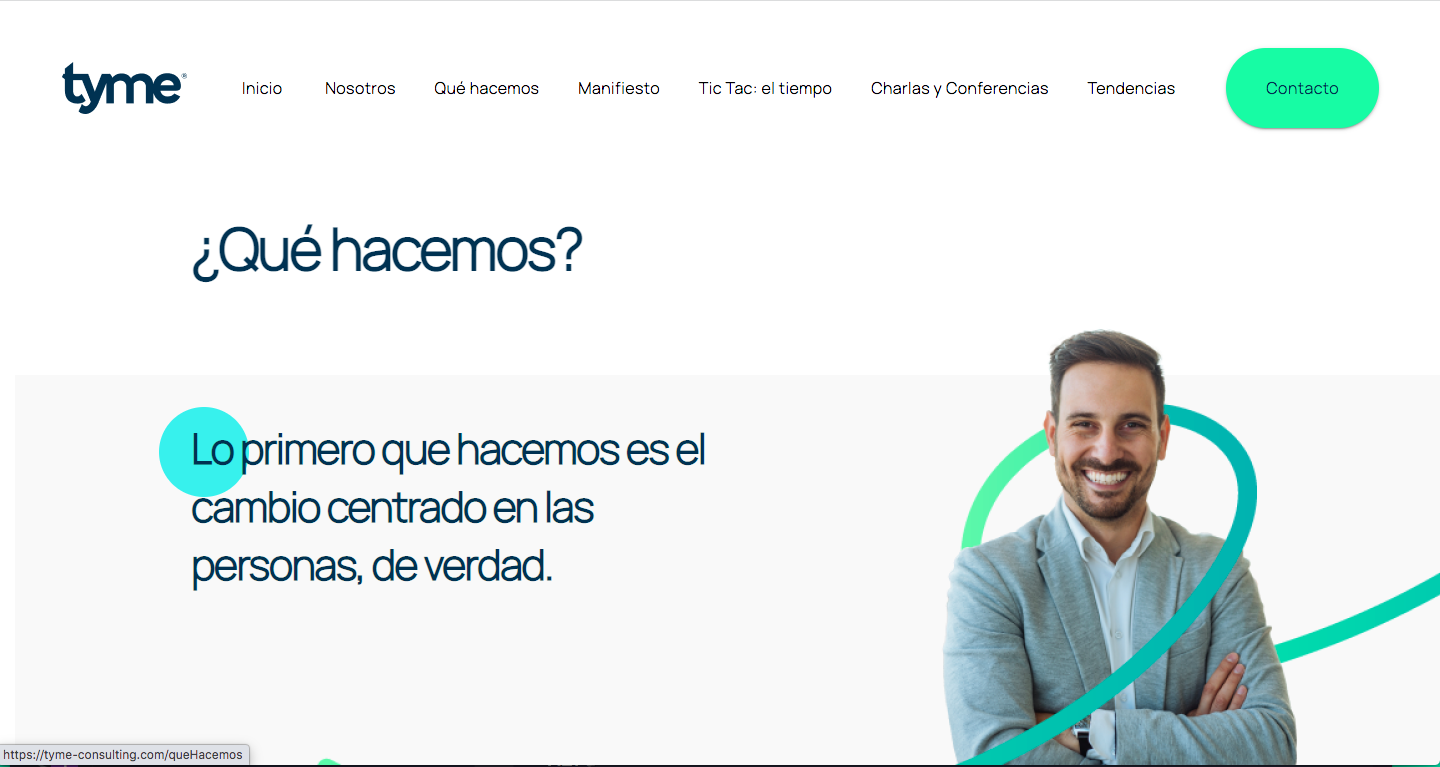 tyme®
Inicio Nosotros Qué hacemos Manifiesto Tic Tac: el tiempo Charlas y Conferencias Tendencias Contacto
¿Qué hacemos?
Lo primero que hacemos es el
cambio centrado en las
personas, de verdad.
https://tyme-consulting.com/queHacemos